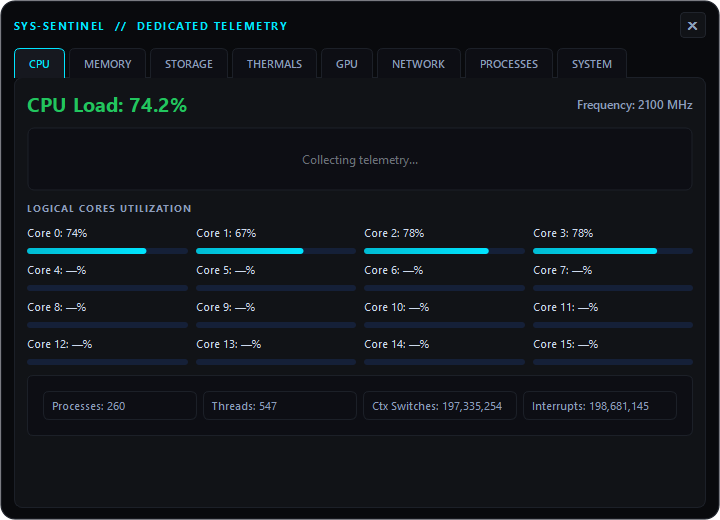 SYS-SENTINEL // DEDICATED TELEMETRY
✕
CPU MEMORY STORAGE THERMALS GPU NETWORK PROCESSES SYSTEM
CPU Load: 74.2% Frequency: 2100 MHz
Collecting telemetry...
LOGICAL CORES UTILIZATION
Core 0: 74% Core 1: 67% Core 2: 78% Core 3: 78%
Core 4: —% Core 5: —% Core 6: —% Core 7: —%
Core 8: —% Core 9: —% Core 10: —% Core 11: —%
Core 12: —% Core 13: —% Core 14: —% Core 15: —%
Processes: 260 Threads: 547 Ctx Switches: 197,335,254 Interrupts: 198,681,145